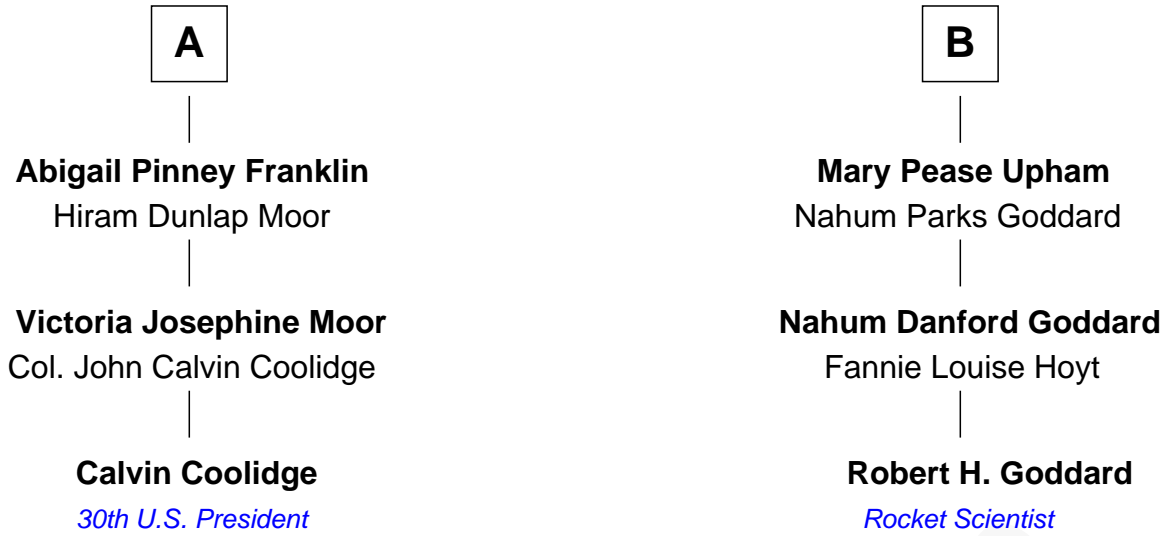 A
Abigail Pinney Franklin
Hiram Dunlap Moor
Victoria Josephine Moor
Col. John Calvin Coolidge
Calvin Coolidge
30th U.S. President
B
Mary Pease Upham
Nahum Parks Goddard
Nahum Danford Goddard
Fannie Louise Hoyt
Robert H. Goddard
Rocket Scientist